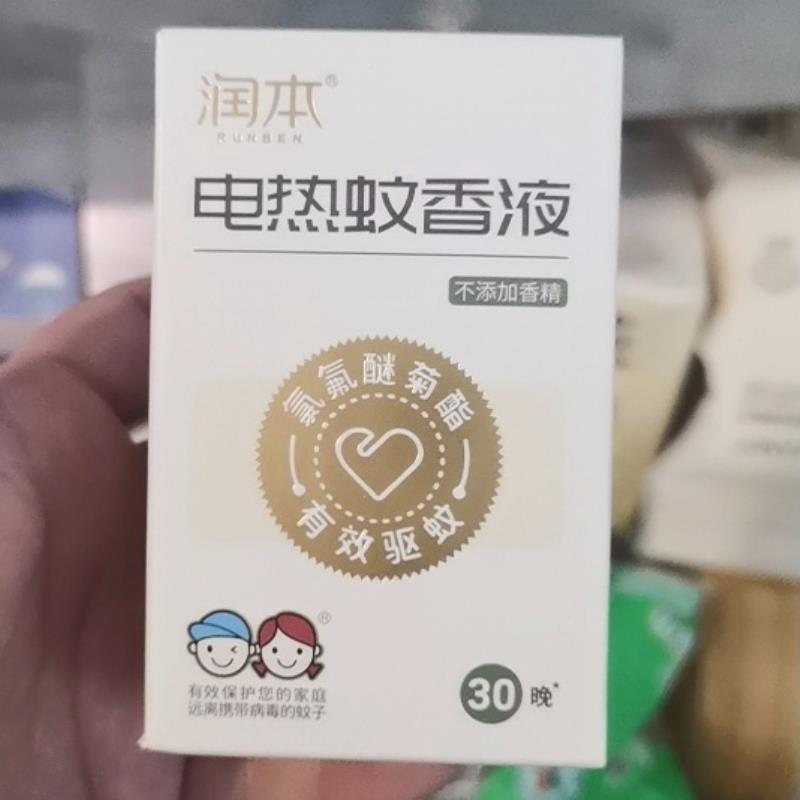 润本®
RUNBEN
电热蚊香液
不添加香精
氯氟醚菊酯
有效驱蚊
®
有效保护您的家庭
远离携带病毒的蚊子
30晚*